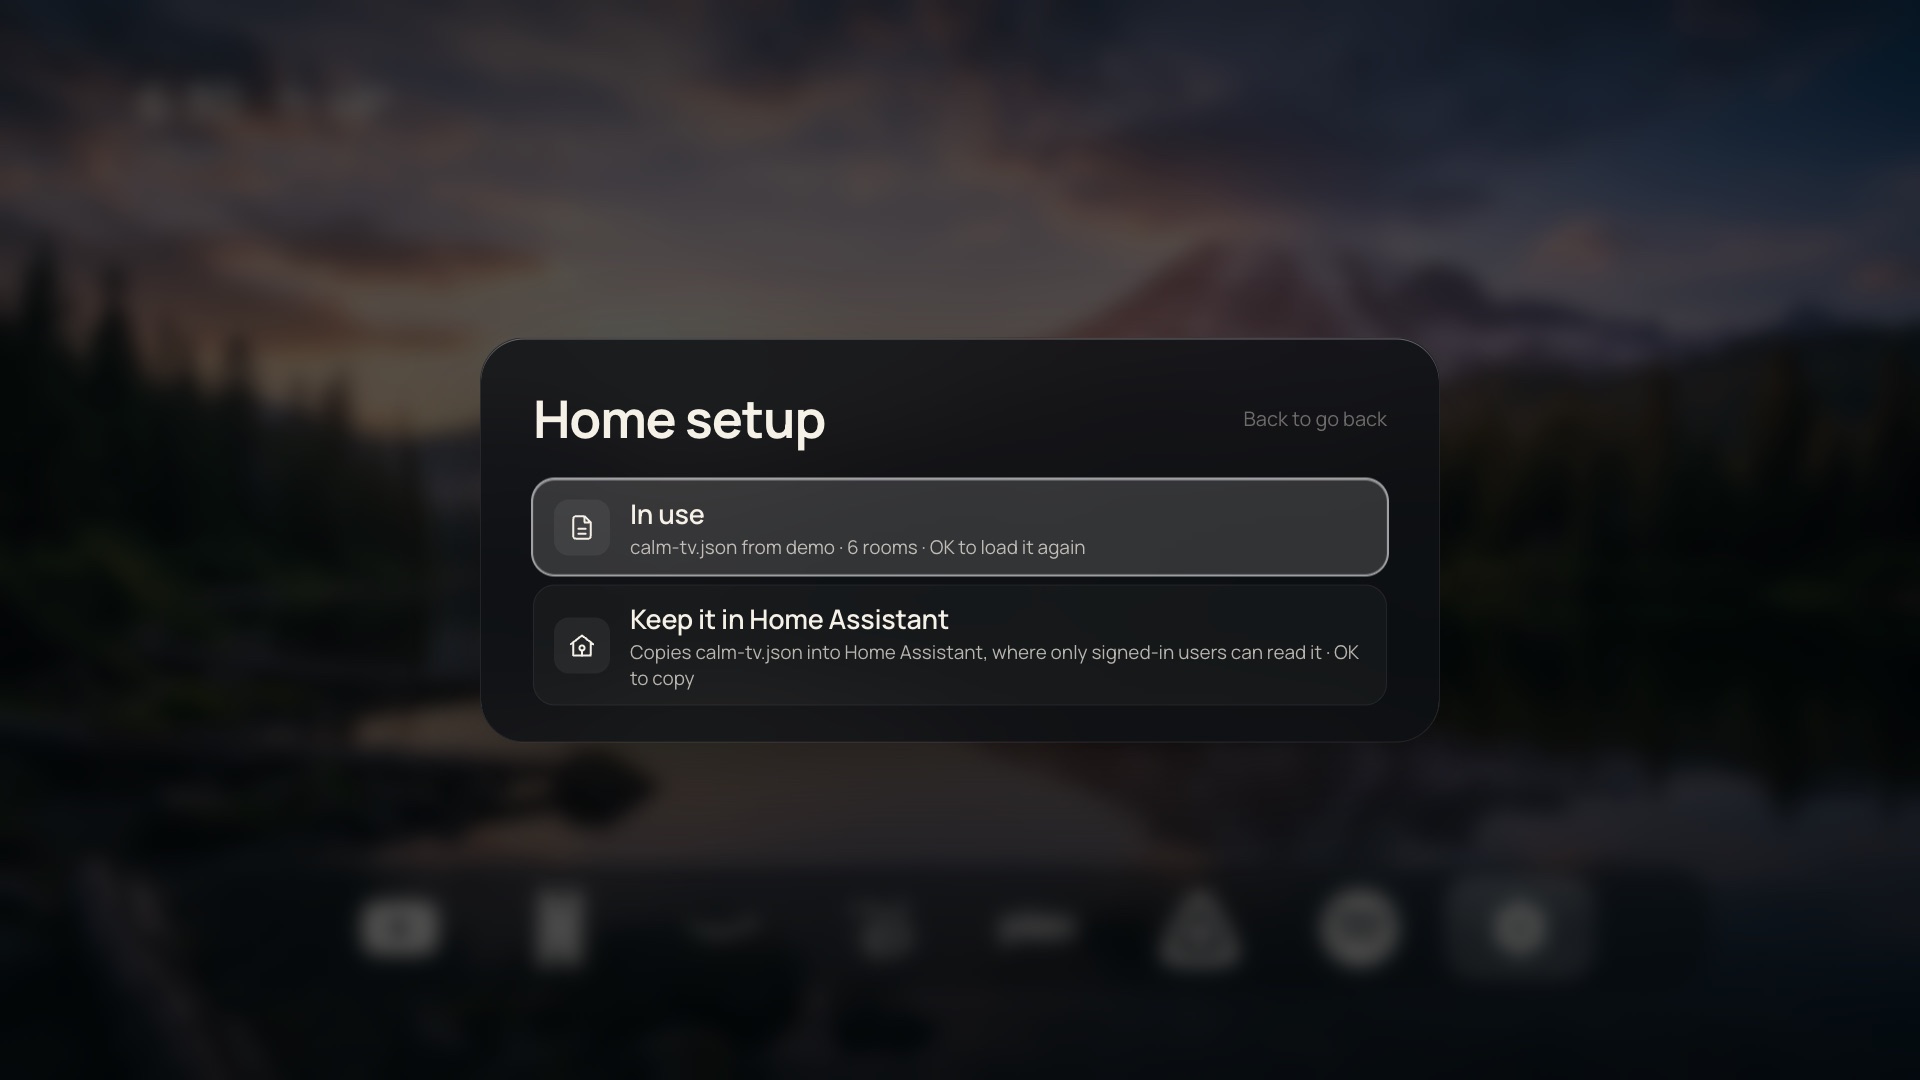 Home setup
Back to go back
In use
calm-tv.json from demo · 6 rooms · OK to load it again
Keep it in Home Assistant
Copies calm-tv.json into Home Assistant, where only signed-in users can read it · OK
to copy